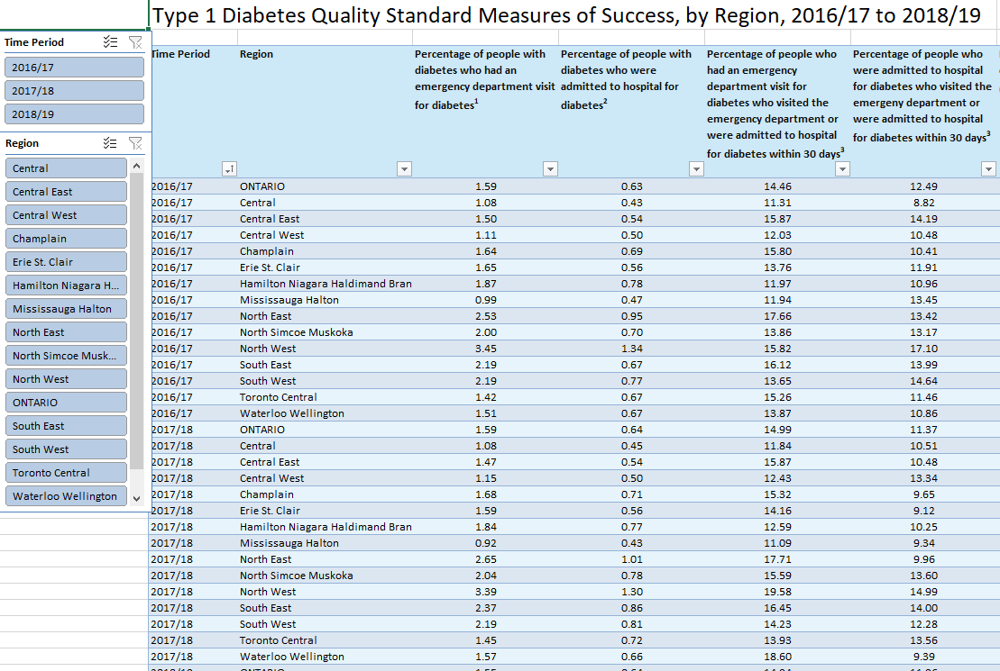 Type 1 Diabetes Quality Standard Measures of Success, by Region, 2016/17 to 2018/19
Time Period
2016/17
2017/18
2018/19
Region
Central
Central East
Central West
Champlain
Erie St. Clair
Hamilton Niagara H...
Mississauga Halton
North East
North Simcoe Musk...
North West
ONTARIO
South East
South West
Toronto Central
Waterloo Wellington
Time Period
Region
Percentage of people with
diabetes who had an
emergency department visit
for diabetes1
Percentage of people with
diabetes who were
admitted to hospital for
diabetes2
Percentage of people who
had an emergency
department visit for
diabetes who visited the
emergency department or
were admitted to hospital
for diabetes within 30 days3
Percentage of people who
were admitted to hospital
for diabetes who visited the
emergeny department or
were admitted to hospital
for diabetes within 30 days3
2016/17 ONTARIO 1.59 0.63 14.46 12.49
2016/17 Central 1.08 0.43 11.31 8.82
2016/17 Central East 1.50 0.54 15.87 14.19
2016/17 Central West 1.11 0.50 12.03 10.48
2016/17 Champlain 1.64 0.69 15.80 10.41
2016/17 Erie St. Clair 1.65 0.56 13.76 11.91
2016/17 Hamilton Niagara Haldimand Bran 1.87 0.78 11.97 10.96
2016/17 Mississauga Halton 0.99 0.47 11.94 13.45
2016/17 North East 2.53 0.95 17.66 13.42
2016/17 North Simcoe Muskoka 2.00 0.70 13.86 13.17
2016/17 North West 3.45 1.34 15.82 17.10
2016/17 South East 2.19 0.67 16.12 13.99
2016/17 South West 2.19 0.77 13.65 14.64
2016/17 Toronto Central 1.42 0.67 15.26 11.46
2016/17 Waterloo Wellington 1.51 0.67 13.87 10.86
2017/18 ONTARIO 1.59 0.64 14.99 11.37
2017/18 Central 1.08 0.45 11.84 10.51
2017/18 Central East 1.47 0.54 15.87 10.48
2017/18 Central West 1.15 0.50 12.43 13.34
2017/18 Champlain 1.68 0.71 15.32 9.65
2017/18 Erie St. Clair 1.59 0.56 14.16 9.12
2017/18 Hamilton Niagara Haldimand Bran 1.84 0.77 12.59 10.25
2017/18 Mississauga Halton 0.92 0.43 11.09 9.34
2017/18 North East 2.65 1.01 17.71 9.96
2017/18 North Simcoe Muskoka 2.04 0.78 15.59 13.60
2017/18 North West 3.39 1.30 19.58 14.99
2017/18 South East 2.37 0.86 16.45 14.00
2017/18 South West 2.19 0.81 14.23 12.28
2017/18 Toronto Central 1.45 0.72 13.93 13.56
2017/18 Waterloo Wellington 1.57 0.66 18.60 9.39